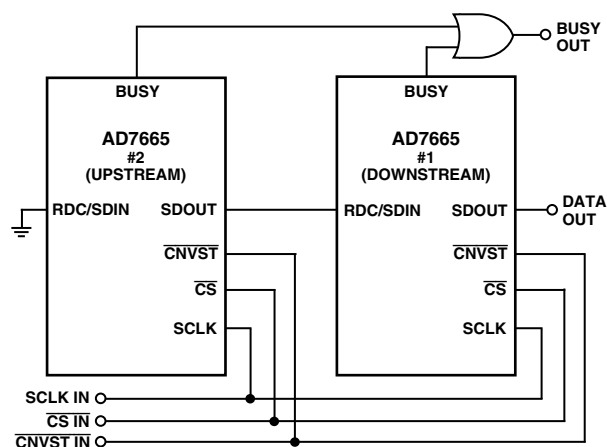 BUSY
OUT
BUSY
BUSY
AD7665
#2
(UPSTREAM)
AD7665
#1
(DOWNSTREAM)
RDC/SDIN
SDOUT
RDC/SDIN
SDOUT
DATA
OUT
CNVST
CNVST
CS
CS
SCLK
SCLK
SCLK IN
CS IN
CNVST IN